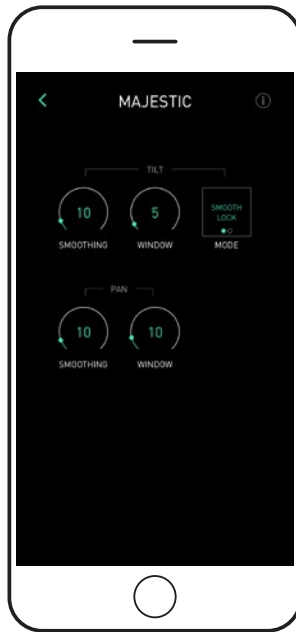 MAJESTIC
TILT
10
5
SMOOTH
LOCK
SMOOTHING
WINDOW
MODE
PAN
10
10
SMOOTHING
WINDOW